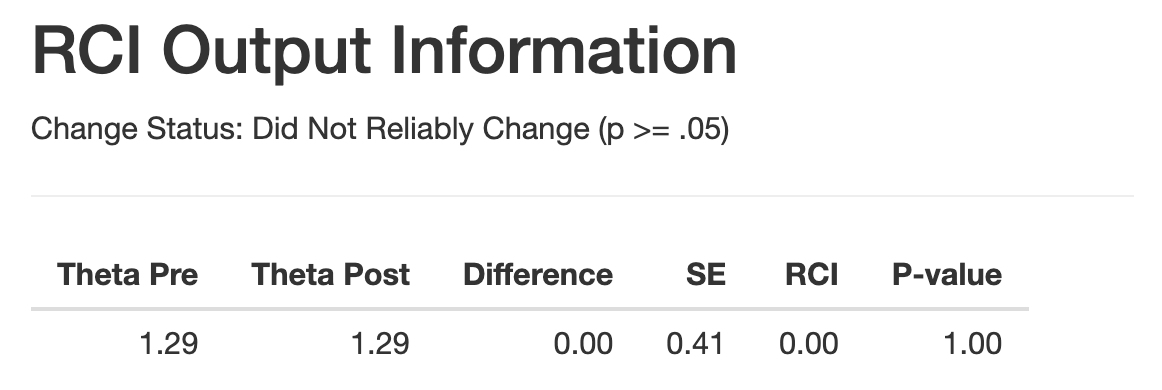 RCI Output Information
Change Status: Did Not Reliably Change (p >= .05)
Theta Pre Theta Post Difference SE RCI P-value
1.29 1.29 0.00 0.41 0.00 1.00